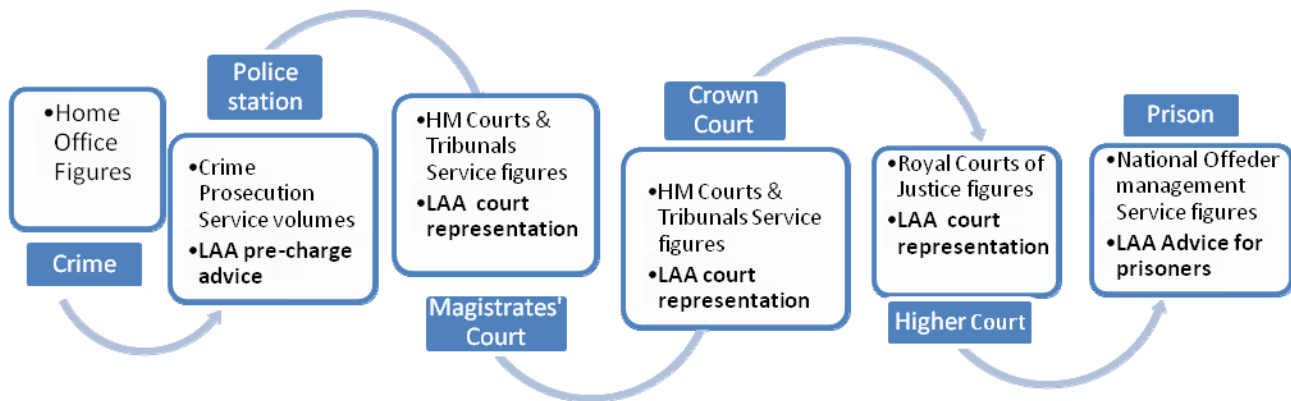 •Home
Office
Figures
Crime
Police
station
•Crime
Prosecution
Service volumes
•LAA pre-charge
advice
•HM Courts &
Tribunals
Service figures
•LAA court
representation
Magistrates'
Court
Crown
Court
•HM Courts &
Tribunals Service
figures
•LAA court
representation
•Royal Courts of
Justice figures
•LAA court
representation
Higher Court
Prison
•National Offeder
management
Service figures
•LAA Advice for
prisoners